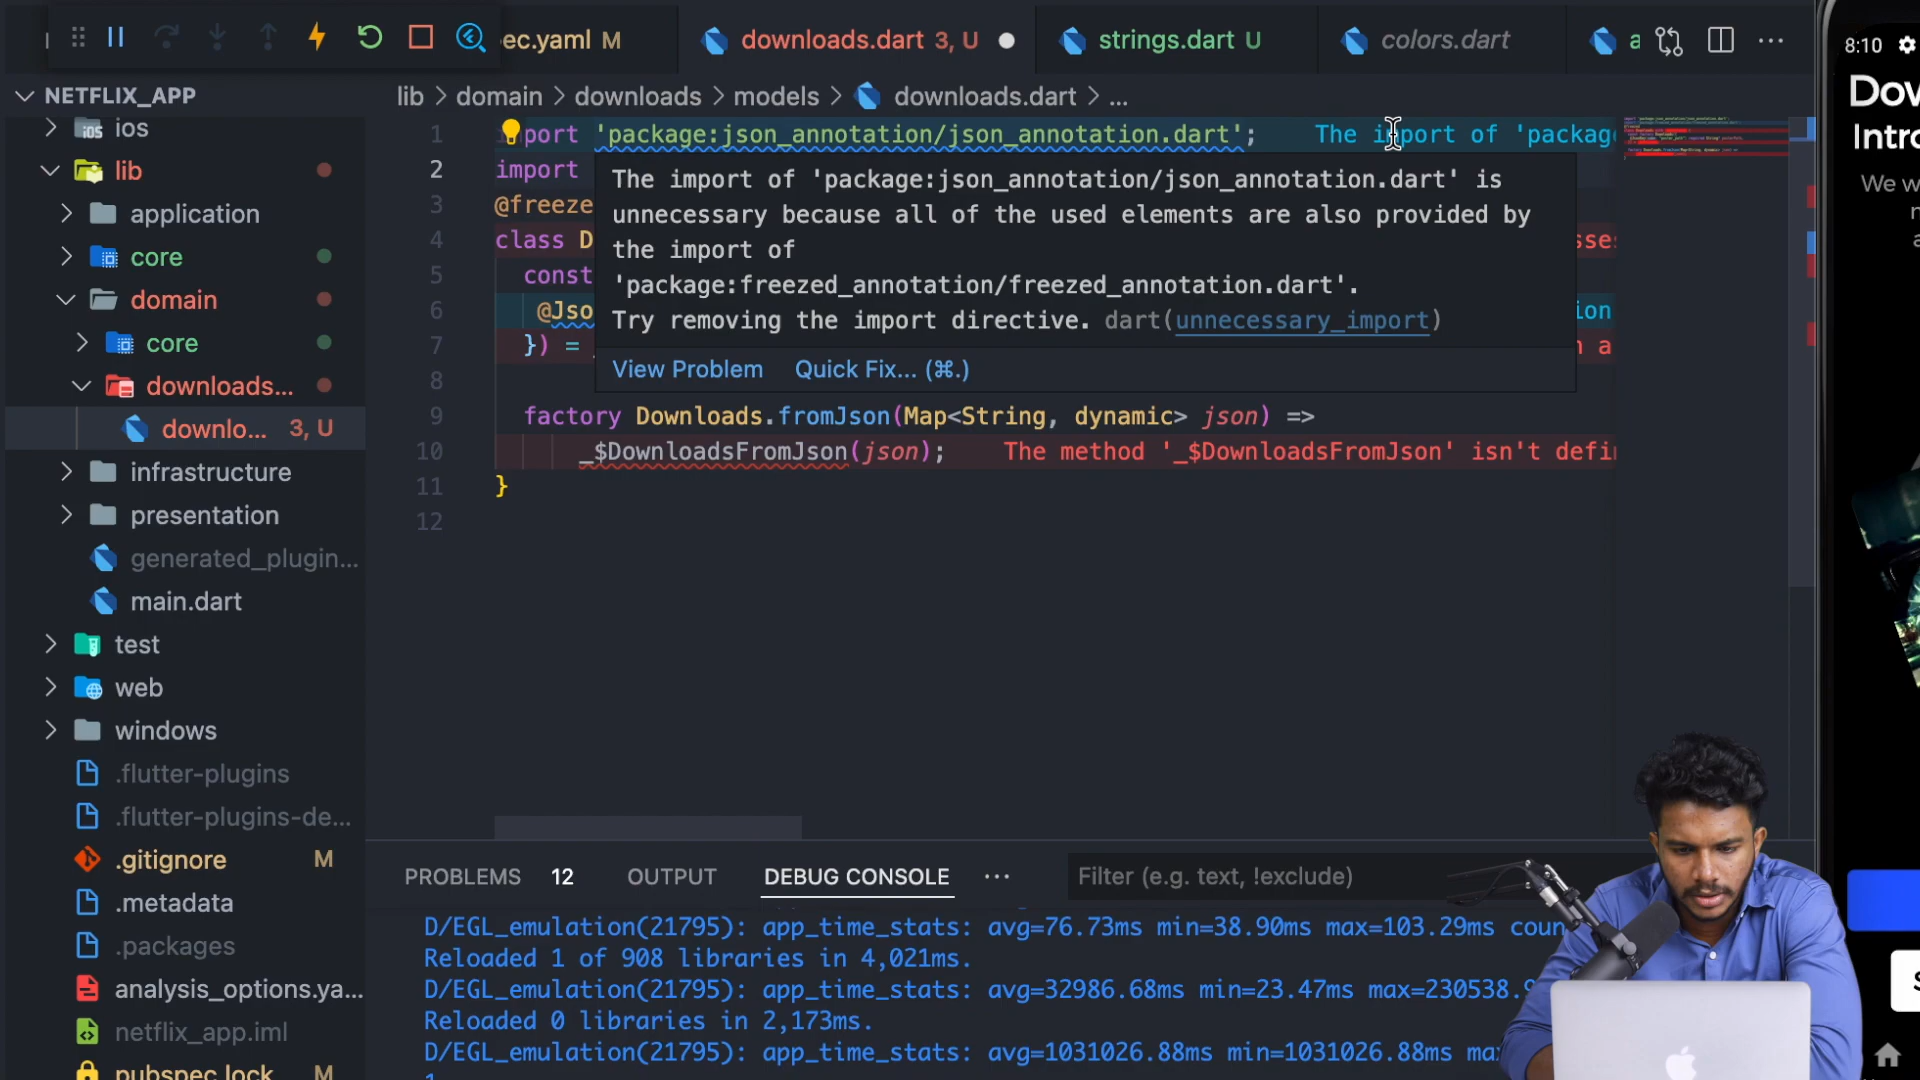 ec.yaml M
downloads.dart 3, U
strings.dart U
colors.dart
a
8:10
NETFLIX_APP
lib > domain > downloads > models > downloads.dart > ...
ios
lib
application
core
domain
core
downloads...
downlo... 3, U
infrastructure
presentation
generated_plugin...
main.dart
test
web
windows
.flutter-plugins
.flutter-plugins-de...
.gitignore M
.metadata
.packages
analysis_options.ya...
netflix_app.iml
pubspec.lock M
1 import 'package:json_annotation/json_annotation.dart'; The import of 'package
2 import
3 @freeze
4 class D
5 const
6 @Jso
7 }) =
8
9 factory Downloads.fromJson(Map<String, dynamic> json) =>
10 _$DownloadsFromJson(json); The method '_$DownloadsFromJson' isn't defi
11 }
12
The import of 'package:json_annotation/json_annotation.dart' is
unnecessary because all of the used elements are also provided by
the import of
'package:freezed_annotation/freezed_annotation.dart'.
Try removing the import directive. dart(unnecessary_import)
View Problem Quick Fix... (⌘.)
sses
ion
n a
PROBLEMS 12 OUTPUT DEBUG CONSOLE ...
Filter (e.g. text, !exclude)
D/EGL_emulation(21795): app_time_stats: avg=76.73ms min=38.90ms max=103.29ms coun
Reloaded 1 of 908 libraries in 4,021ms.
D/EGL_emulation(21795): app_time_stats: avg=32986.68ms min=23.47ms max=230538.9
Reloaded 0 libraries in 2,173ms.
D/EGL_emulation(21795): app_time_stats: avg=1031026.88ms min=1031026.88ms ma
Dow
Intro
We w